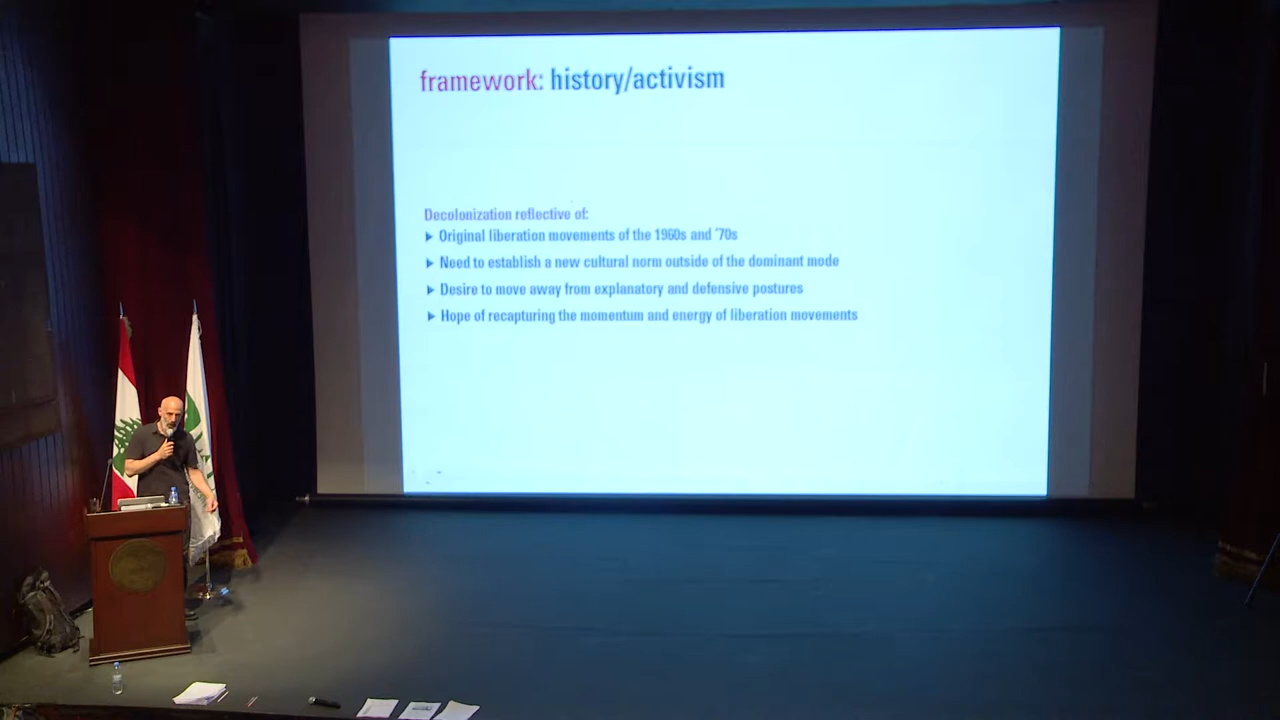 framework: history/activism
Decolonization reflective of:
▶ Original liberation movements of the 1960s and '70s
▶ Need to establish a new cultural norm outside of the dominant mode
▶ Desire to move away from explanatory and defensive postures
▶ Hope of recapturing the momentum and energy of liberation movements